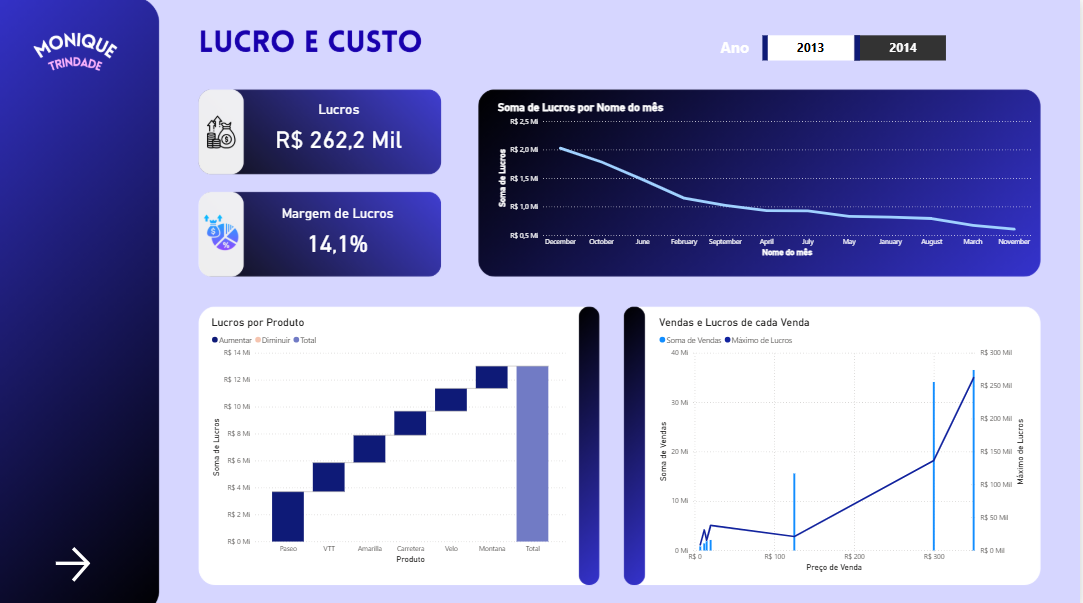 MONIQUE
TRINDADE
LUCRO E CUSTO
Ano
2013
2014
Lucros
R$ 262,2 Mil
Margem de Lucros
14,1%
Soma de Lucros por Nome do mês
R$ 2,5 Mi
R$ 2,0 Mi
R$ 1,5 Mi
R$ 1,0 Mi
R$ 0,5 Mi
Soma de Lucros
December October June February September April July May January August March November
Nome do mês
Lucros por Produto
Aumentar Diminuir Total
R$ 14 Mi
R$ 12 Mi
R$ 10 Mi
R$ 8 Mi
R$ 6 Mi
R$ 4 Mi
R$ 2 Mi
R$ 0 Mi
Soma de Lucros
Paseo VTT Amarilla Carretera Velo Montana Total
Produto
Vendas e Lucros de cada Venda
Soma de Vendas Máximo de Lucros
40 Mi
30 Mi
20 Mi
10 Mi
0 Mi
Soma de Vendas
R$ 300 Mil
R$ 250 Mil
R$ 200 Mil
R$ 150 Mil
R$ 100 Mil
R$ 50 Mil
R$ 0 Mil
Máximo de Lucros
R$ 0 R$ 100 R$ 200 R$ 300
Preço de Venda